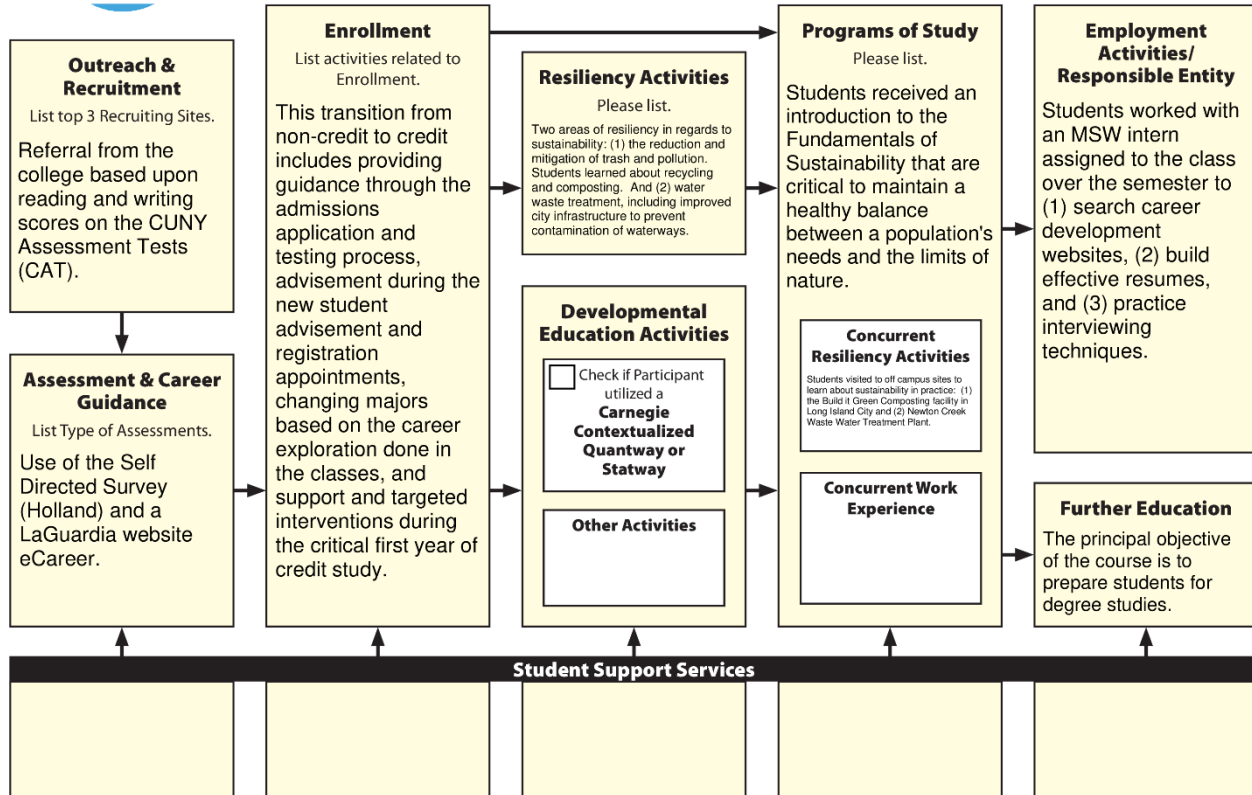 Outreach &
Recruitment
List top 3 Recruiting Sites.
Referral from the
college based upon
reading and writing
scores on the CUNY
Assessment Tests
(CAT).
Assessment & Career
Guidance
List Type of Assessments.
Use of the Self
Directed Survey
(Holland) and a
LaGuardia website
eCareer.
Enrollment
List activities related to
Enrollment.
This transition from
non-credit to credit
includes providing
guidance through the
admissions
application and
testing process,
advisement during the
new student
advisement and
registration
appointments,
changing majors
based on the career
exploration done in
the classes, and
support and targeted
interventions during
the critical first year of
credit study.
Resiliency Activities
Please list.
Two areas of resiliency in regards to
sustainability: (1) the reduction and
mitigation of trash and pollution.
Students learned about recycling
and composting. And (2) water
waste treatment, including improved
city infrastructure to prevent
contamination of waterways.
Developmental
Education Activities
Check if Participant
utilized a
Carnegie
Contextualized
Quantway or
Statway
Other Activities
Programs of Study
Please list.
Students received an
introduction to the
Fundamentals of
Sustainability that are
critical to maintain a
healthy balance
between a population's
needs and the limits of
nature.
Concurrent
Resiliency Activities
Students visited to off campus sites to
learn about sustainability in practice: (1)
the Build it Green Composting facility in
Long Island City and (2) Newton Creek
Waste Water Treatment Plant.
Concurrent Work
Experience
Employment
Activities/
Responsible Entity
Students worked with
an MSW intern
assigned to the class
over the semester to
(1) search career
development
websites, (2) build
effective resumes,
and (3) practice
interviewing
techniques.
Further Education
The principal objective
of the course is to
prepare students for
degree studies.
Student Support Services